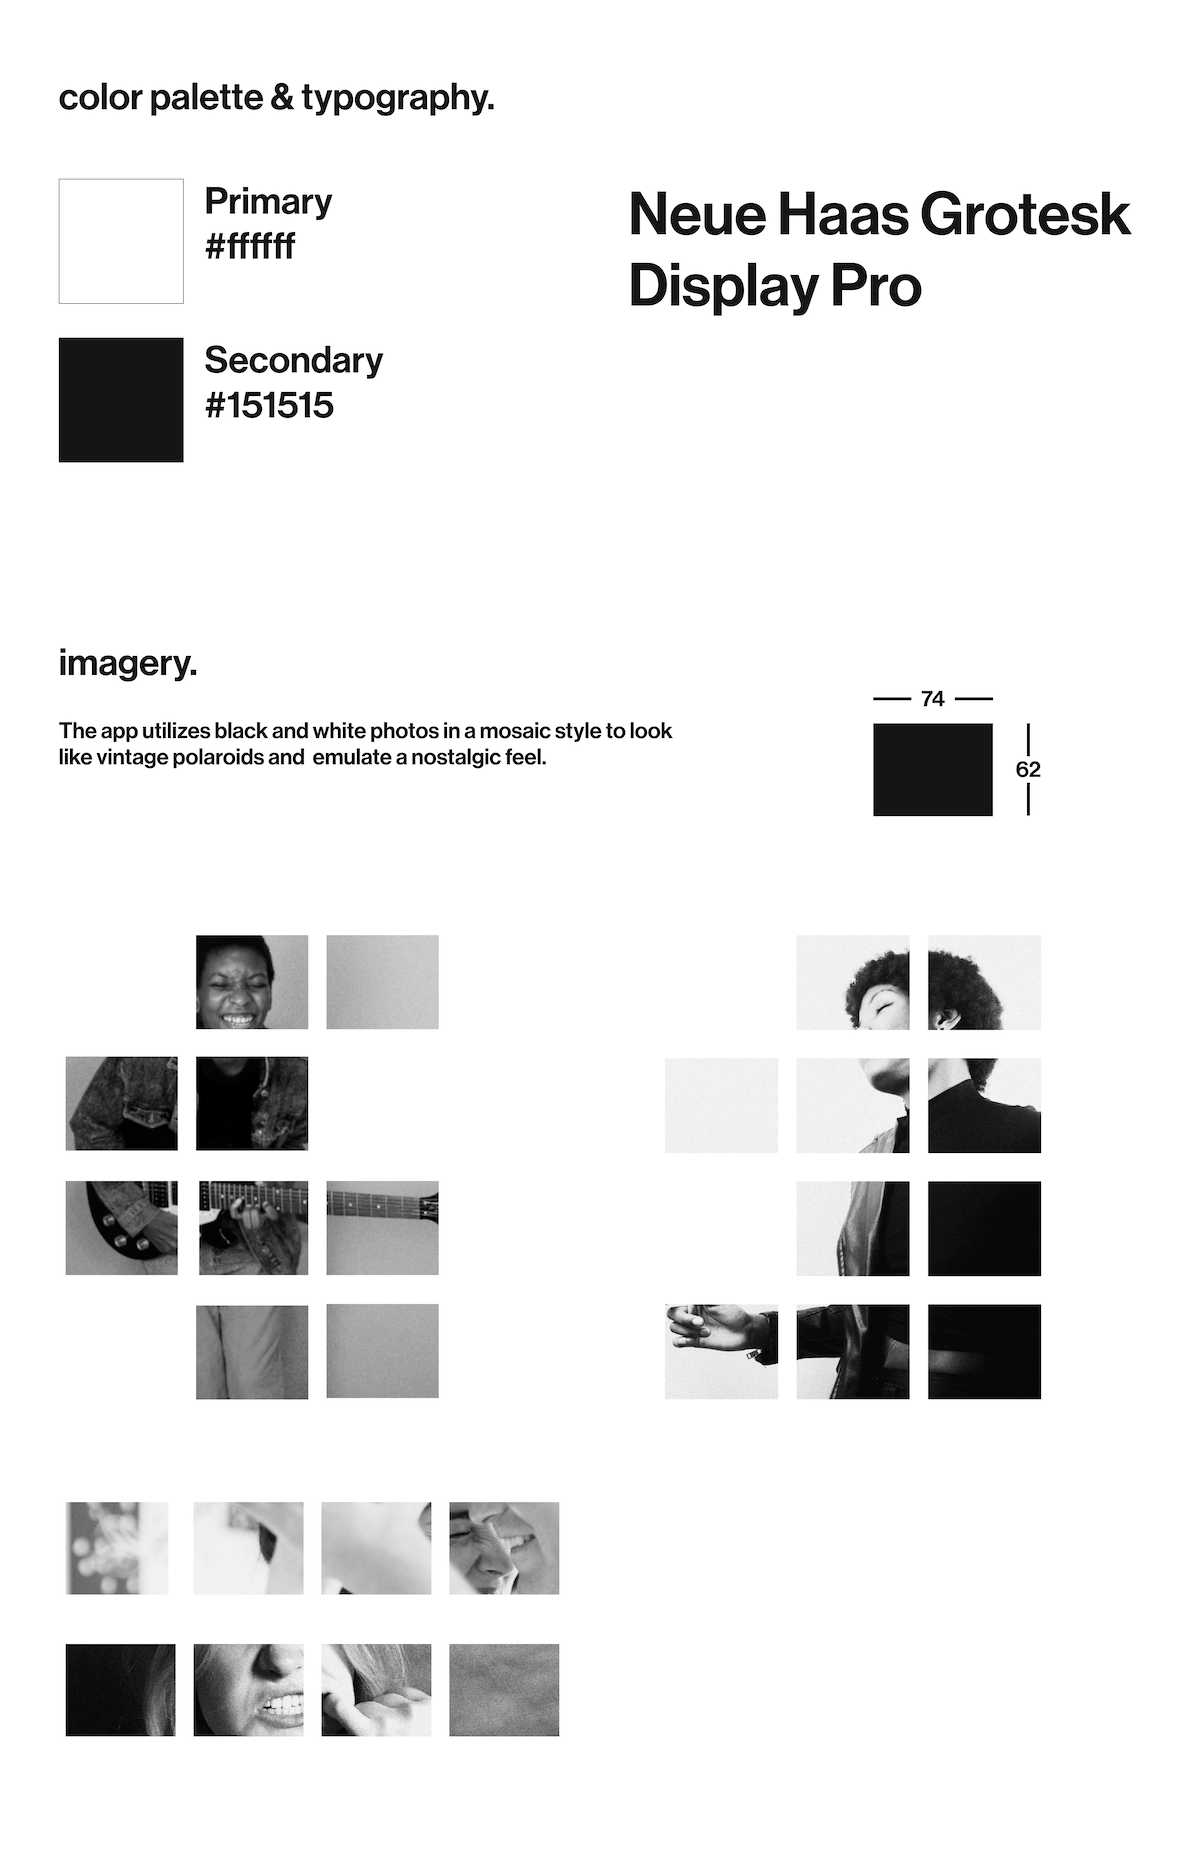 color palette & typography.
Primary
#ffffff
Neue Haas Grotesk
Display Pro
Secondary
#151515
imagery.
The app utilizes black and white photos in a mosaic style to look
like vintage polaroids and  emulate a nostalgic feel.
74
62